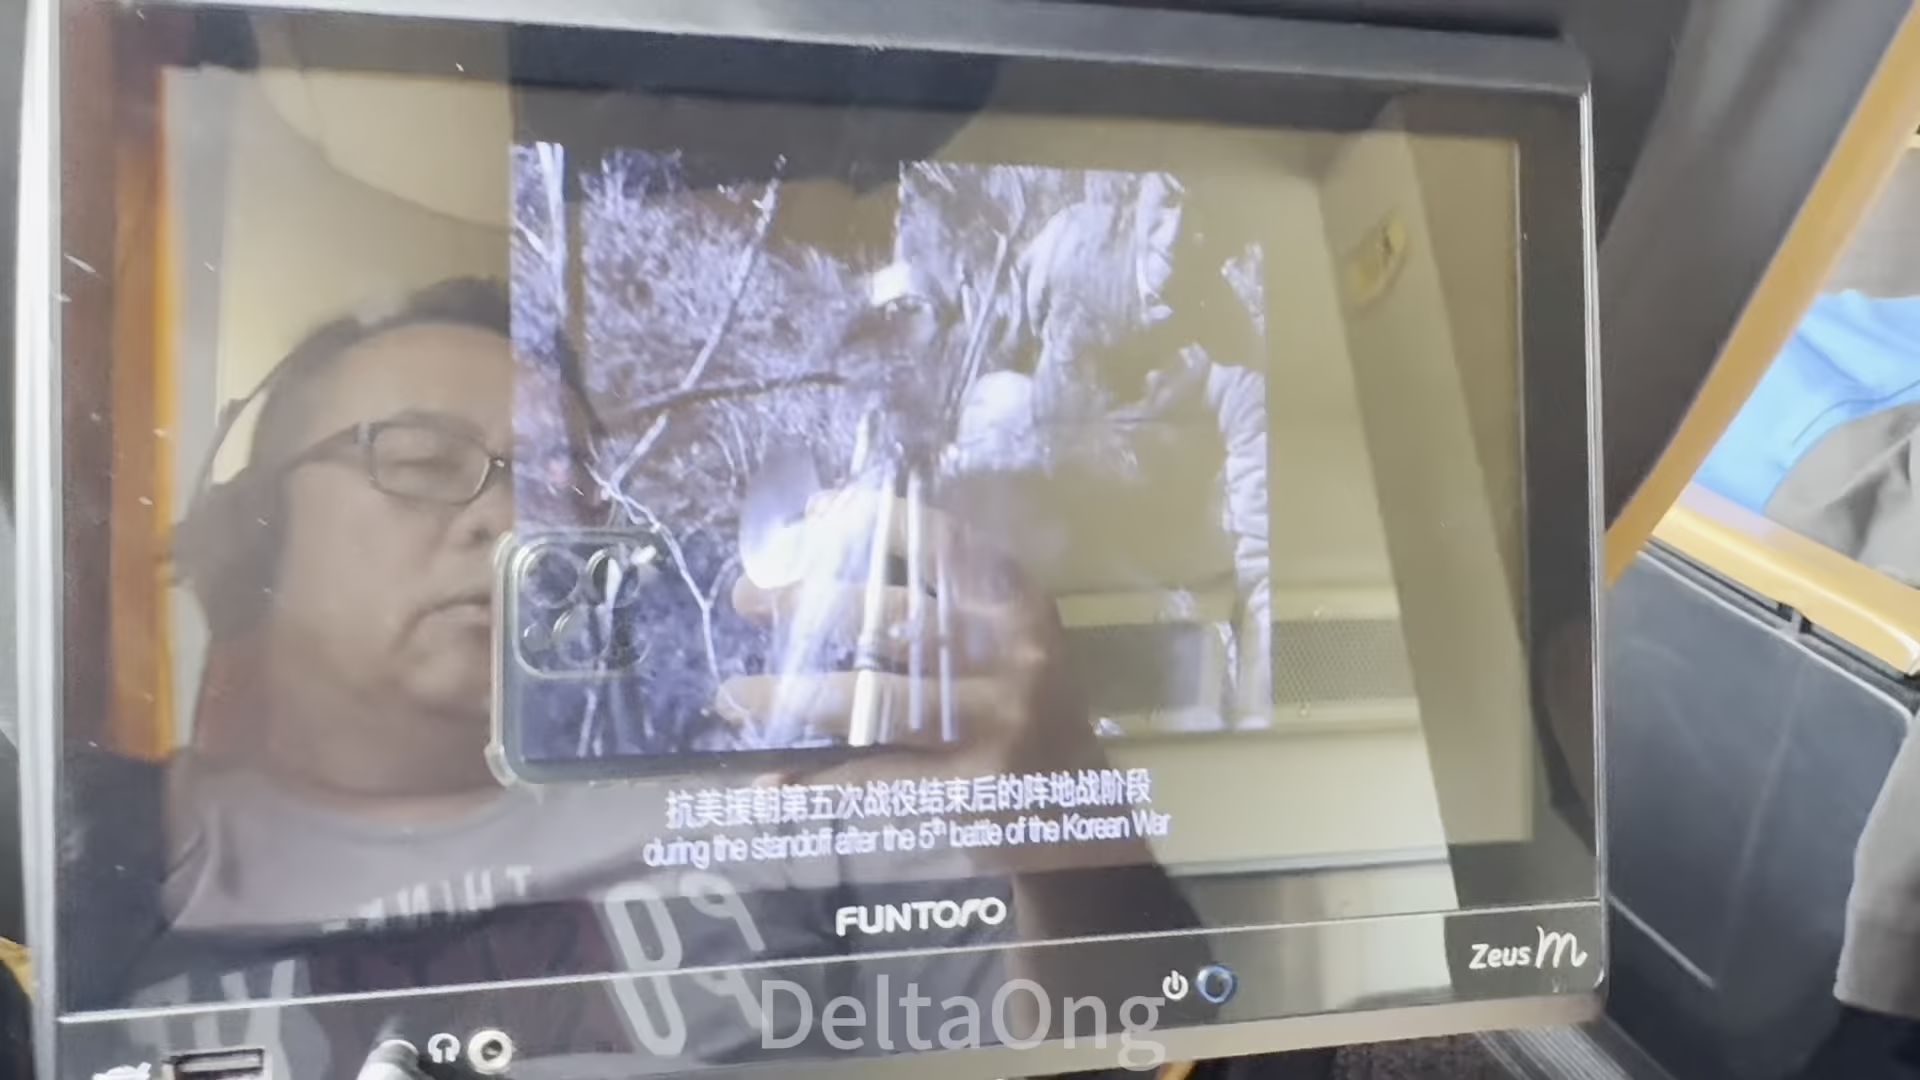 抗美援朝第五次战役结束后的阵地战阶段
during the standoff after the 5th battle of the Korean War
FUNTORO
Zeus m
DeltaOng